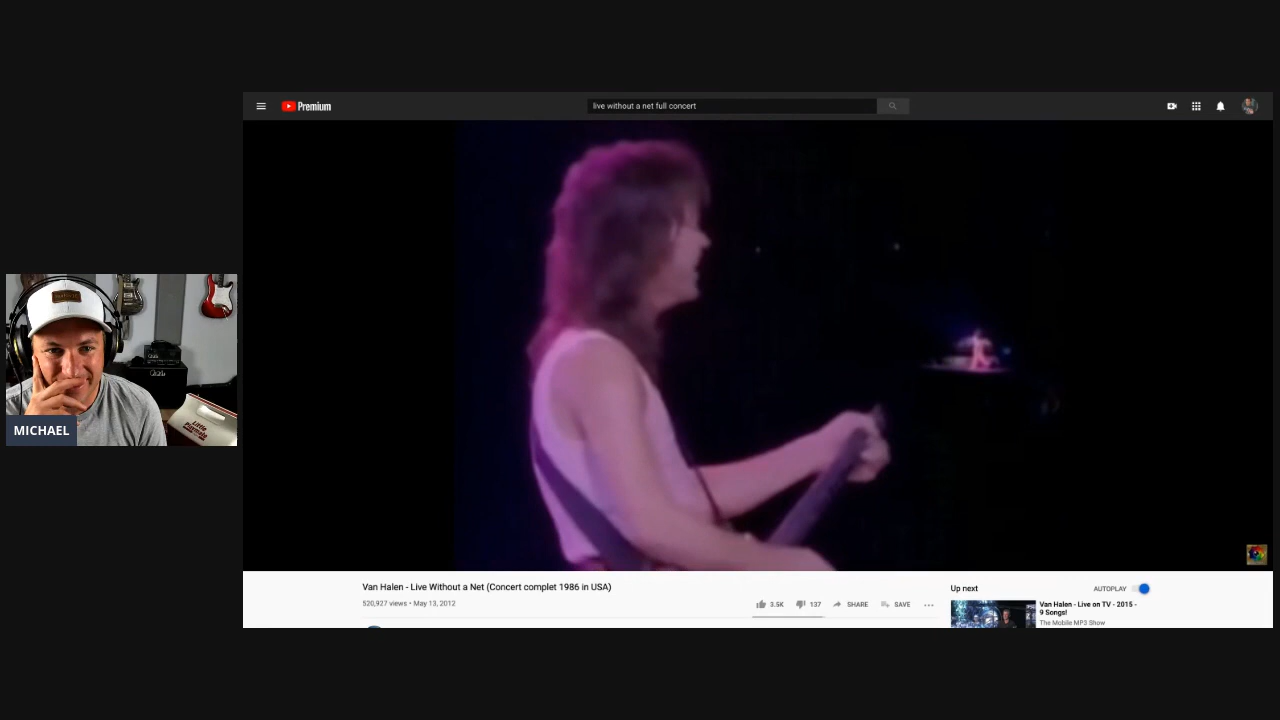 Premium
live without a net full concert
MICHAEL
Van Halen - Live Without a Net (Concert complet 1986 in USA)
520,927 views • May 13, 2012
3.5K
137
SHARE
SAVE
Up next
AUTOPLAY
Van Halen - Live on TV - 2015 -
9 Songs!
The Mobile MP3 Show